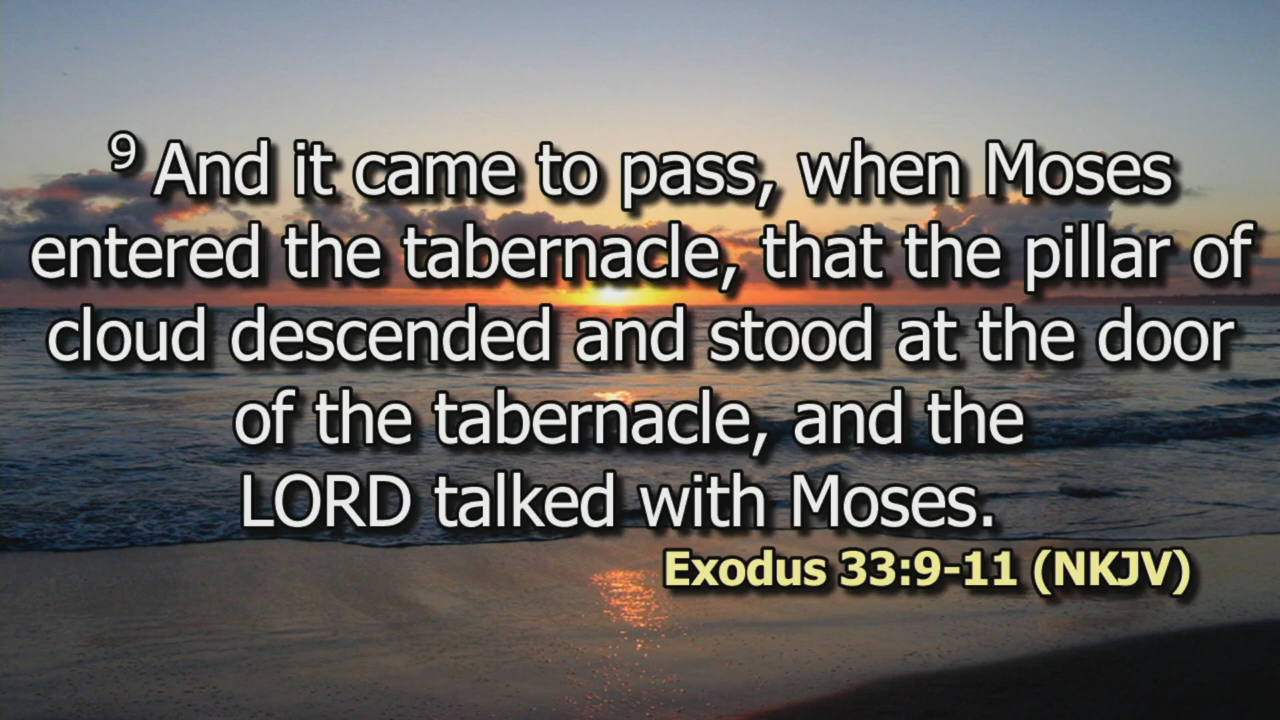 9 And it came to pass, when Moses
entered the tabernacle, that the pillar of
cloud descended and stood at the door
of the tabernacle, and the
LORD talked with Moses.
Exodus 33:9-11 (NKJV)